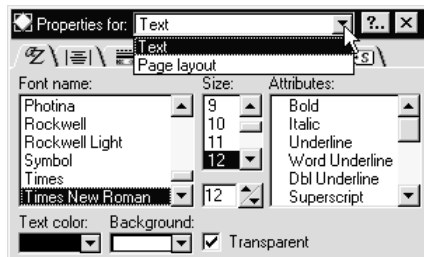 Properties for: Text ?..
Text
Page layout
Font name: Size: Attributes:
Photina 9 Bold
Rockwell 10 Italic
Rockwell Light 11 Underline
Symbol 12 Word Underline
Times Dbl Underline
Times New Roman 12 Superscript
Text color: Background:
Transparent